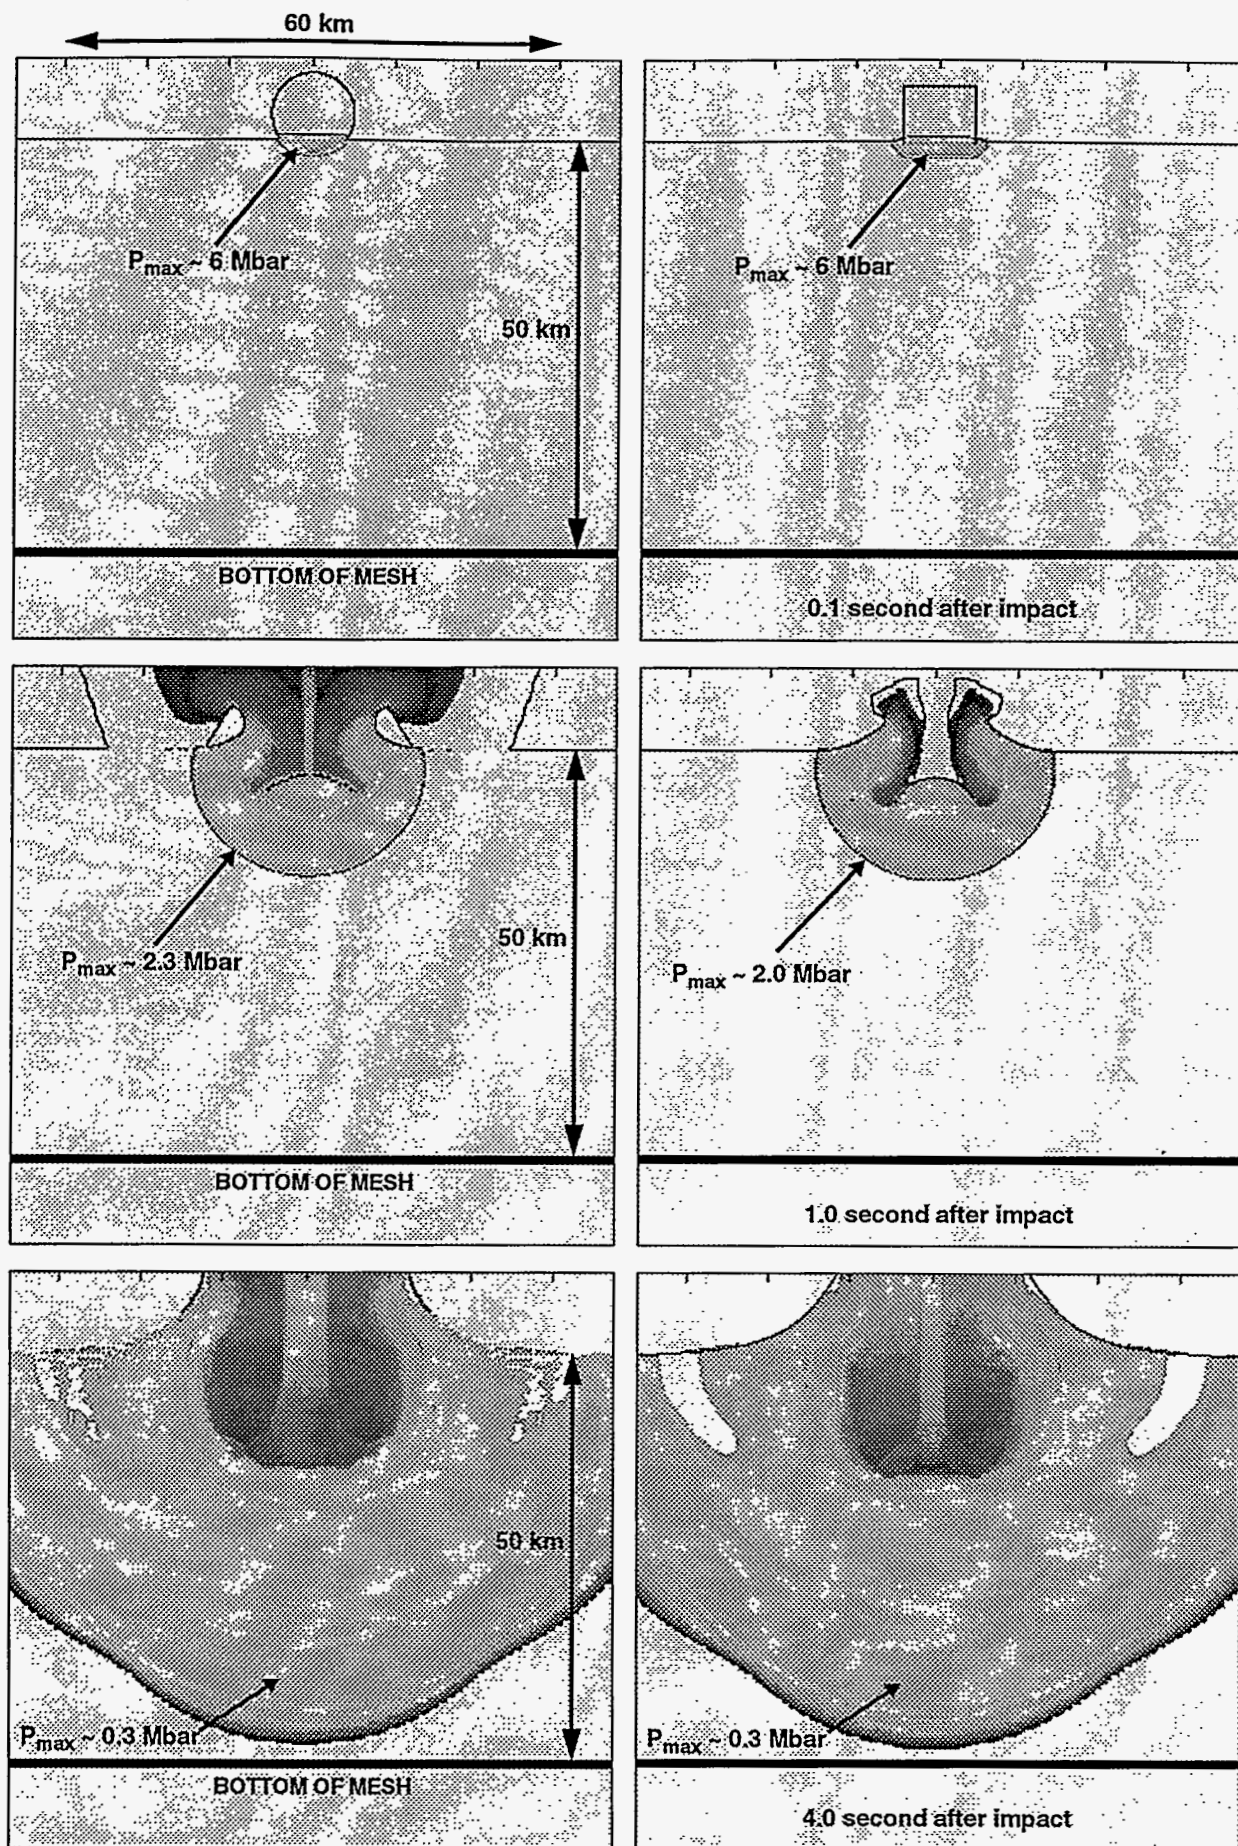 60 km
Pmax ~ 6 Mbar
Pmax ~ 6 Mbar
50 km
BOTTOM OF MESH
0.1 second after impact
Pmax ~ 2.3 Mbar
50 km
Pmax ~ 2.0 Mbar
BOTTOM OF MESH
1.0 second after impact
50 km
Pmax ~ 0.3 Mbar
Pmax ~ 0.3 Mbar
BOTTOM OF MESH
4.0 second after impact